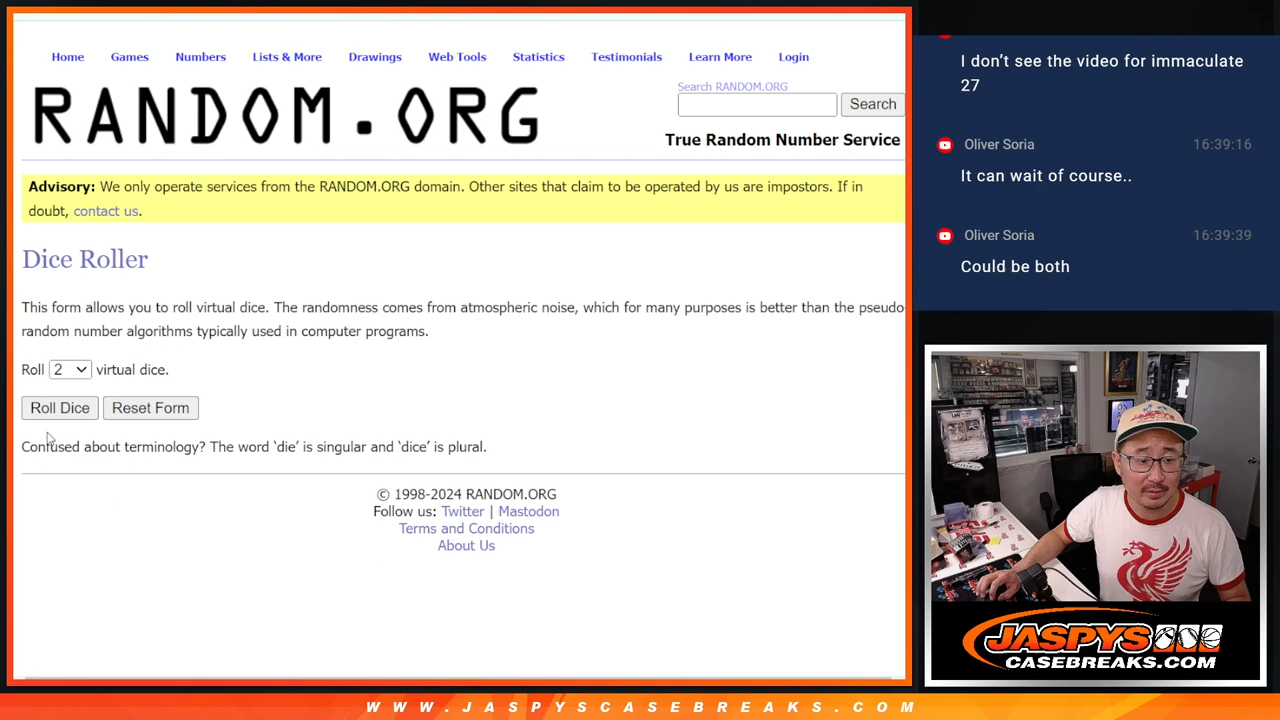 Home Games Numbers Lists & More Drawings Web Tools Statistics Testimonials Learn More Login
RANDOM.ORG
Search RANDOM.ORG
Search
True Random Number Service
Advisory: We only operate services from the RANDOM.ORG domain. Other sites that claim to be operated by us are impostors. If in
doubt, contact us.
Dice Roller
This form allows you to roll virtual dice. The randomness comes from atmospheric noise, which for many purposes is better than the pseudo-
random number algorithms typically used in computer programs.
Roll 2 virtual dice.
Roll Dice Reset Form
Confused about terminology? The word ‘die’ is singular and ‘dice’ is plural.
© 1998-2024 RANDOM.ORG
Follow us: Twitter | Mastodon
Terms and Conditions
About Us
I don’t see the video for immaculate
27
Oliver Soria 16:39:16
It can wait of course..
Oliver Soria 16:39:39
Could be both
JASPYS
CASEBREAKS.COM
WWW.JASPYSCASEBREAKS.COM